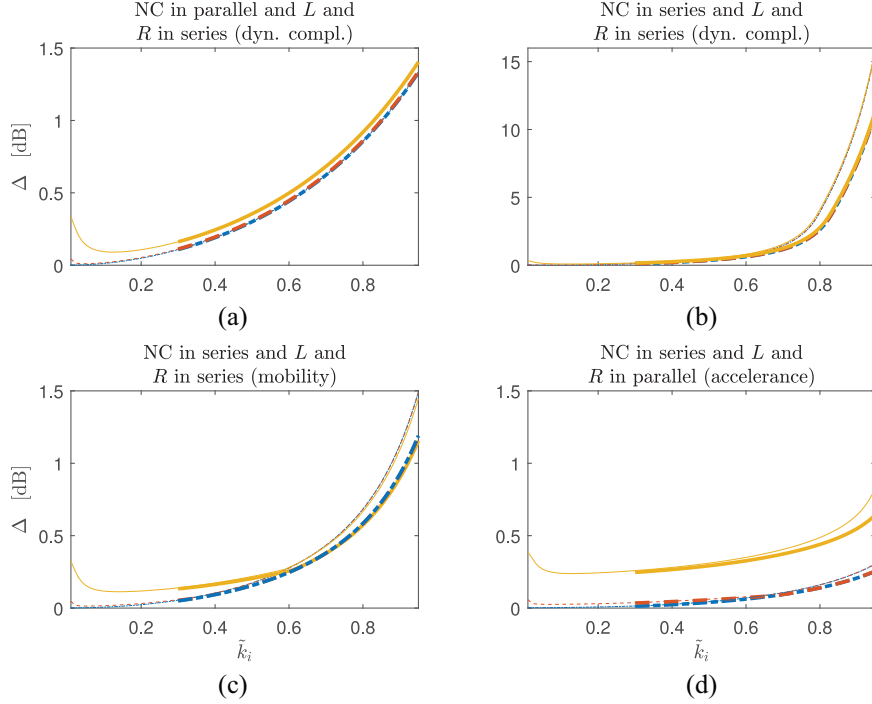 NC in parallel and L and
R in series (dyn. compl.)
1.5
1
0.5
0
Δ [dB]
0.2 0.4 0.6 0.8
(a)
NC in series and L and
R in series (dyn. compl.)
15
10
5
0
0.2 0.4 0.6 0.8
(b)
NC in series and L and
R in series (mobility)
1.5
1
0.5
0
Δ [dB]
0.2 0.4 0.6 0.8
k̃_i
(c)
NC in series and L and
R in parallel (accelerance)
1.5
1
0.5
0
0.2 0.4 0.6 0.8
k̃_i
(d)